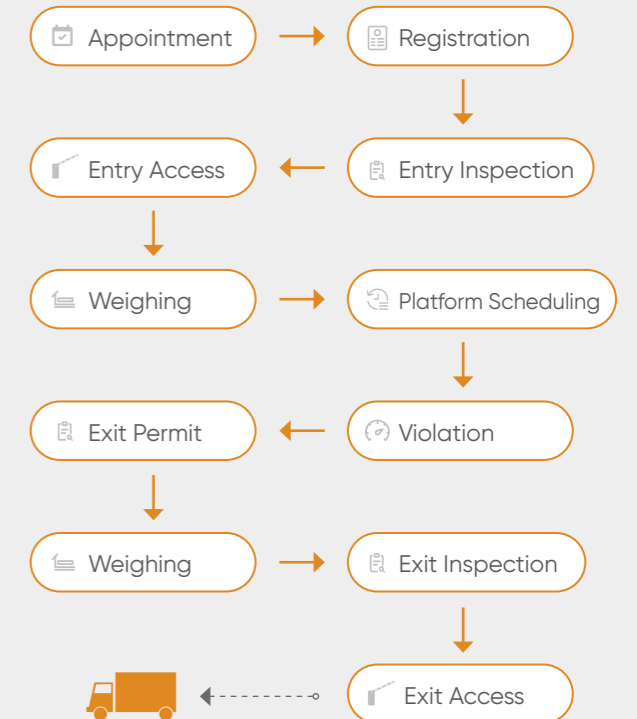 Appointment
Registration
Entry Inspection
Entry Access
Weighing
Platform Scheduling
Violation
Exit Permit
Weighing
Exit Inspection
Exit Access